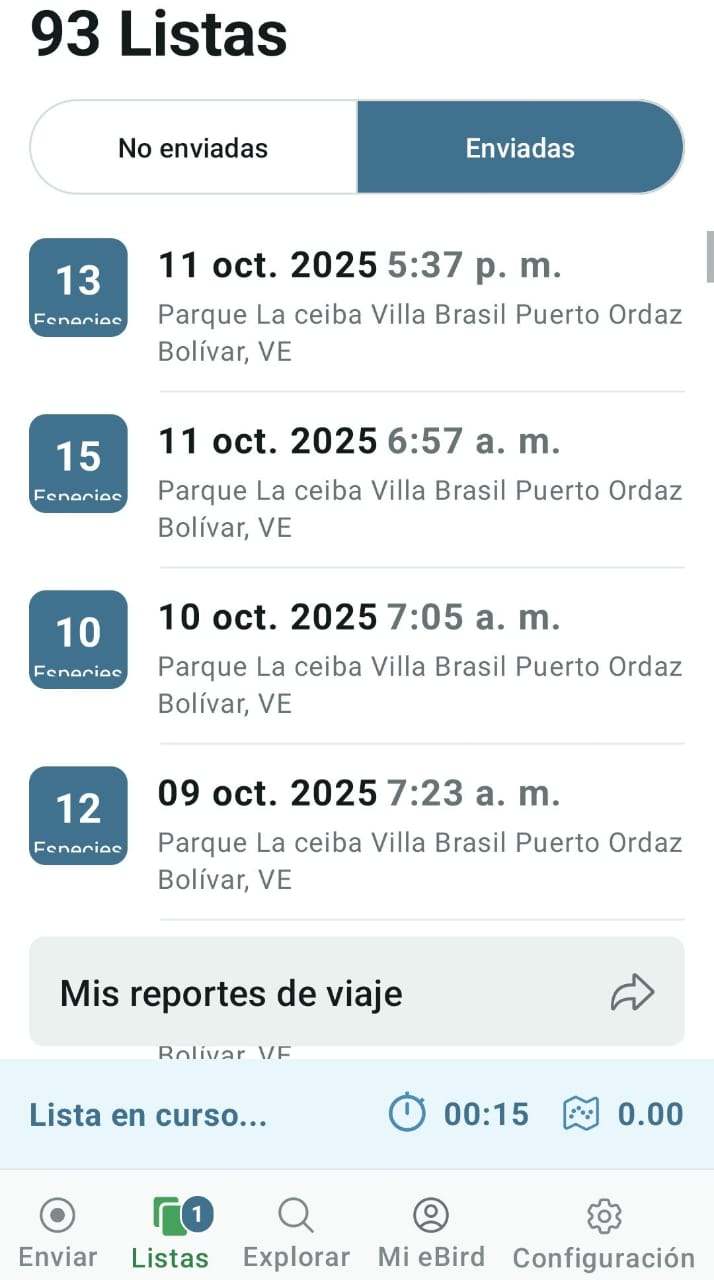 93 Listas
No enviadas
Enviadas
13
Especies
11 oct. 2025 5:37 p. m.
Parque La ceiba Villa Brasil Puerto Ordaz
Bolívar, VE
15
Especies
11 oct. 2025 6:57 a. m.
Parque La ceiba Villa Brasil Puerto Ordaz
Bolívar, VE
10
Especies
10 oct. 2025 7:05 a. m.
Parque La ceiba Villa Brasil Puerto Ordaz
Bolívar, VE
12
Especies
09 oct. 2025 7:23 a. m.
Parque La ceiba Villa Brasil Puerto Ordaz
Bolívar, VE
Mis reportes de viaje
Bolívar, VE
Lista en curso... 00:15 0.00
1
Enviar Listas Explorar Mi eBird Configuración